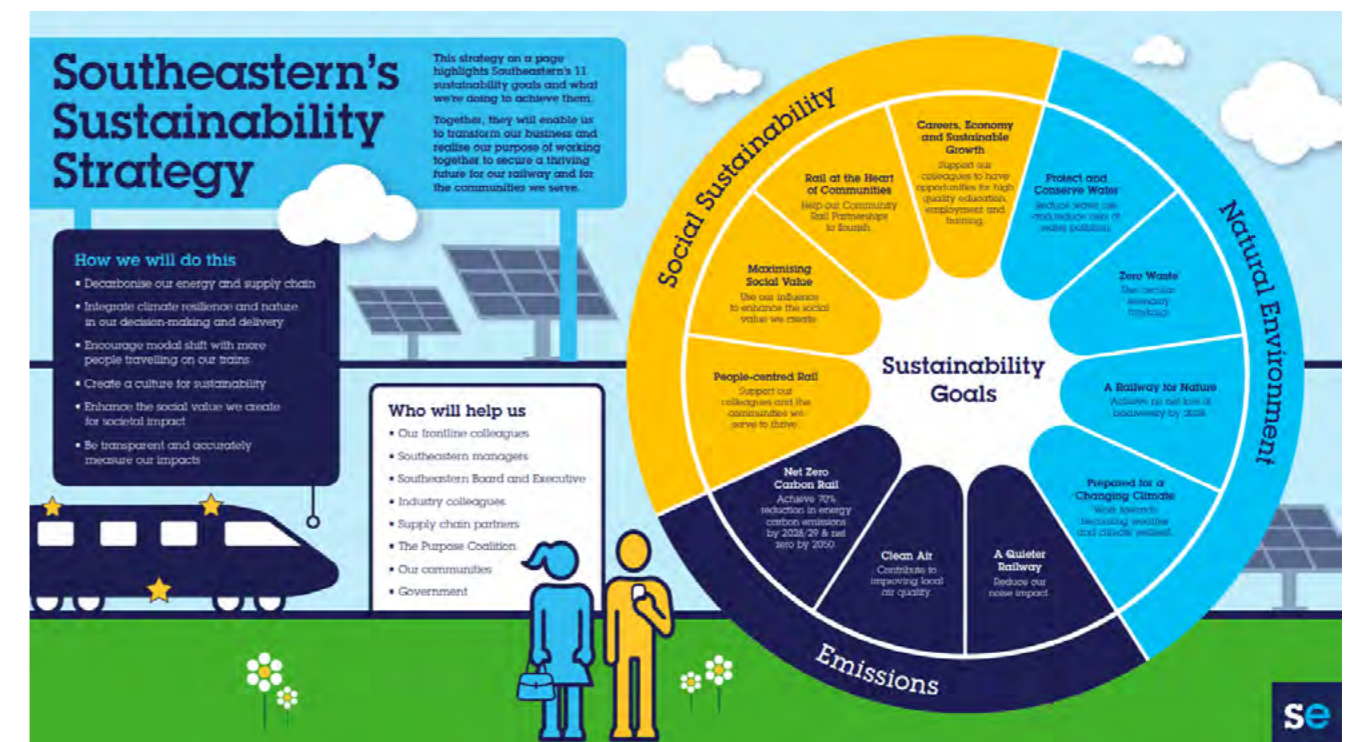 Southeastern's
Sustainability
Strategy
This strategy on a page
highlights Southeastern's 11
sustainability goals and what
we're doing to achieve them.
Together, they will enable us
to transform our business and
realise our purpose of working
together to secure a thriving
future for our railway and for
the communities we serve.
How we will do this
▪ Decarbonise our energy and supply chain
▪ Integrate climate resilience and nature
in our decision-making and delivery
▪ Encourage modal shift with more
people travelling on our trains
▪ Create a culture for sustainability
▪ Enhance the social value we create
for societal impact
▪ Be transparent and accurately
measure our impacts
Who will help us
▪ Our frontline colleagues
▪ Southeastern managers
▪ Southeastern Board and Executive
▪ Industry colleagues
▪ Supply chain partners
▪ The Purpose Coalition
▪ Our communities
▪ Government
Sustainability
Goals
Social Sustainability
People-centred Rail
Support our
colleagues and the
communities we
serve to thrive.
Maximising
Social Value
Use our influence
to enhance the social
value we create.
Rail at the Heart
of Communities
Help our Community
Rail Partnerships
to flourish.
Careers, Economy
and Sustainable
Growth
Support our
colleagues to have
opportunities for high
quality education,
employment and
training.
Natural Environment
Protect and
Conserve Water
Reduce water use
and reduce risks of
water pollution.
Zero Waste
Use circular
economy
thinking.
A Railway for Nature
Achieve no net loss of
biodiversity by
Prepared for a
Changing Climate
Work towards
becoming weather
and climate resilient.
Emissions
A Quieter
Railway
Reduce our
noise impact.
Clean Air
Contribute to
improving local
air quality.
Net Zero
Carbon Rail
Achieve 70%
reduction in energy
carbon emissions
by 2028/29 & net
zero by 2050.
se